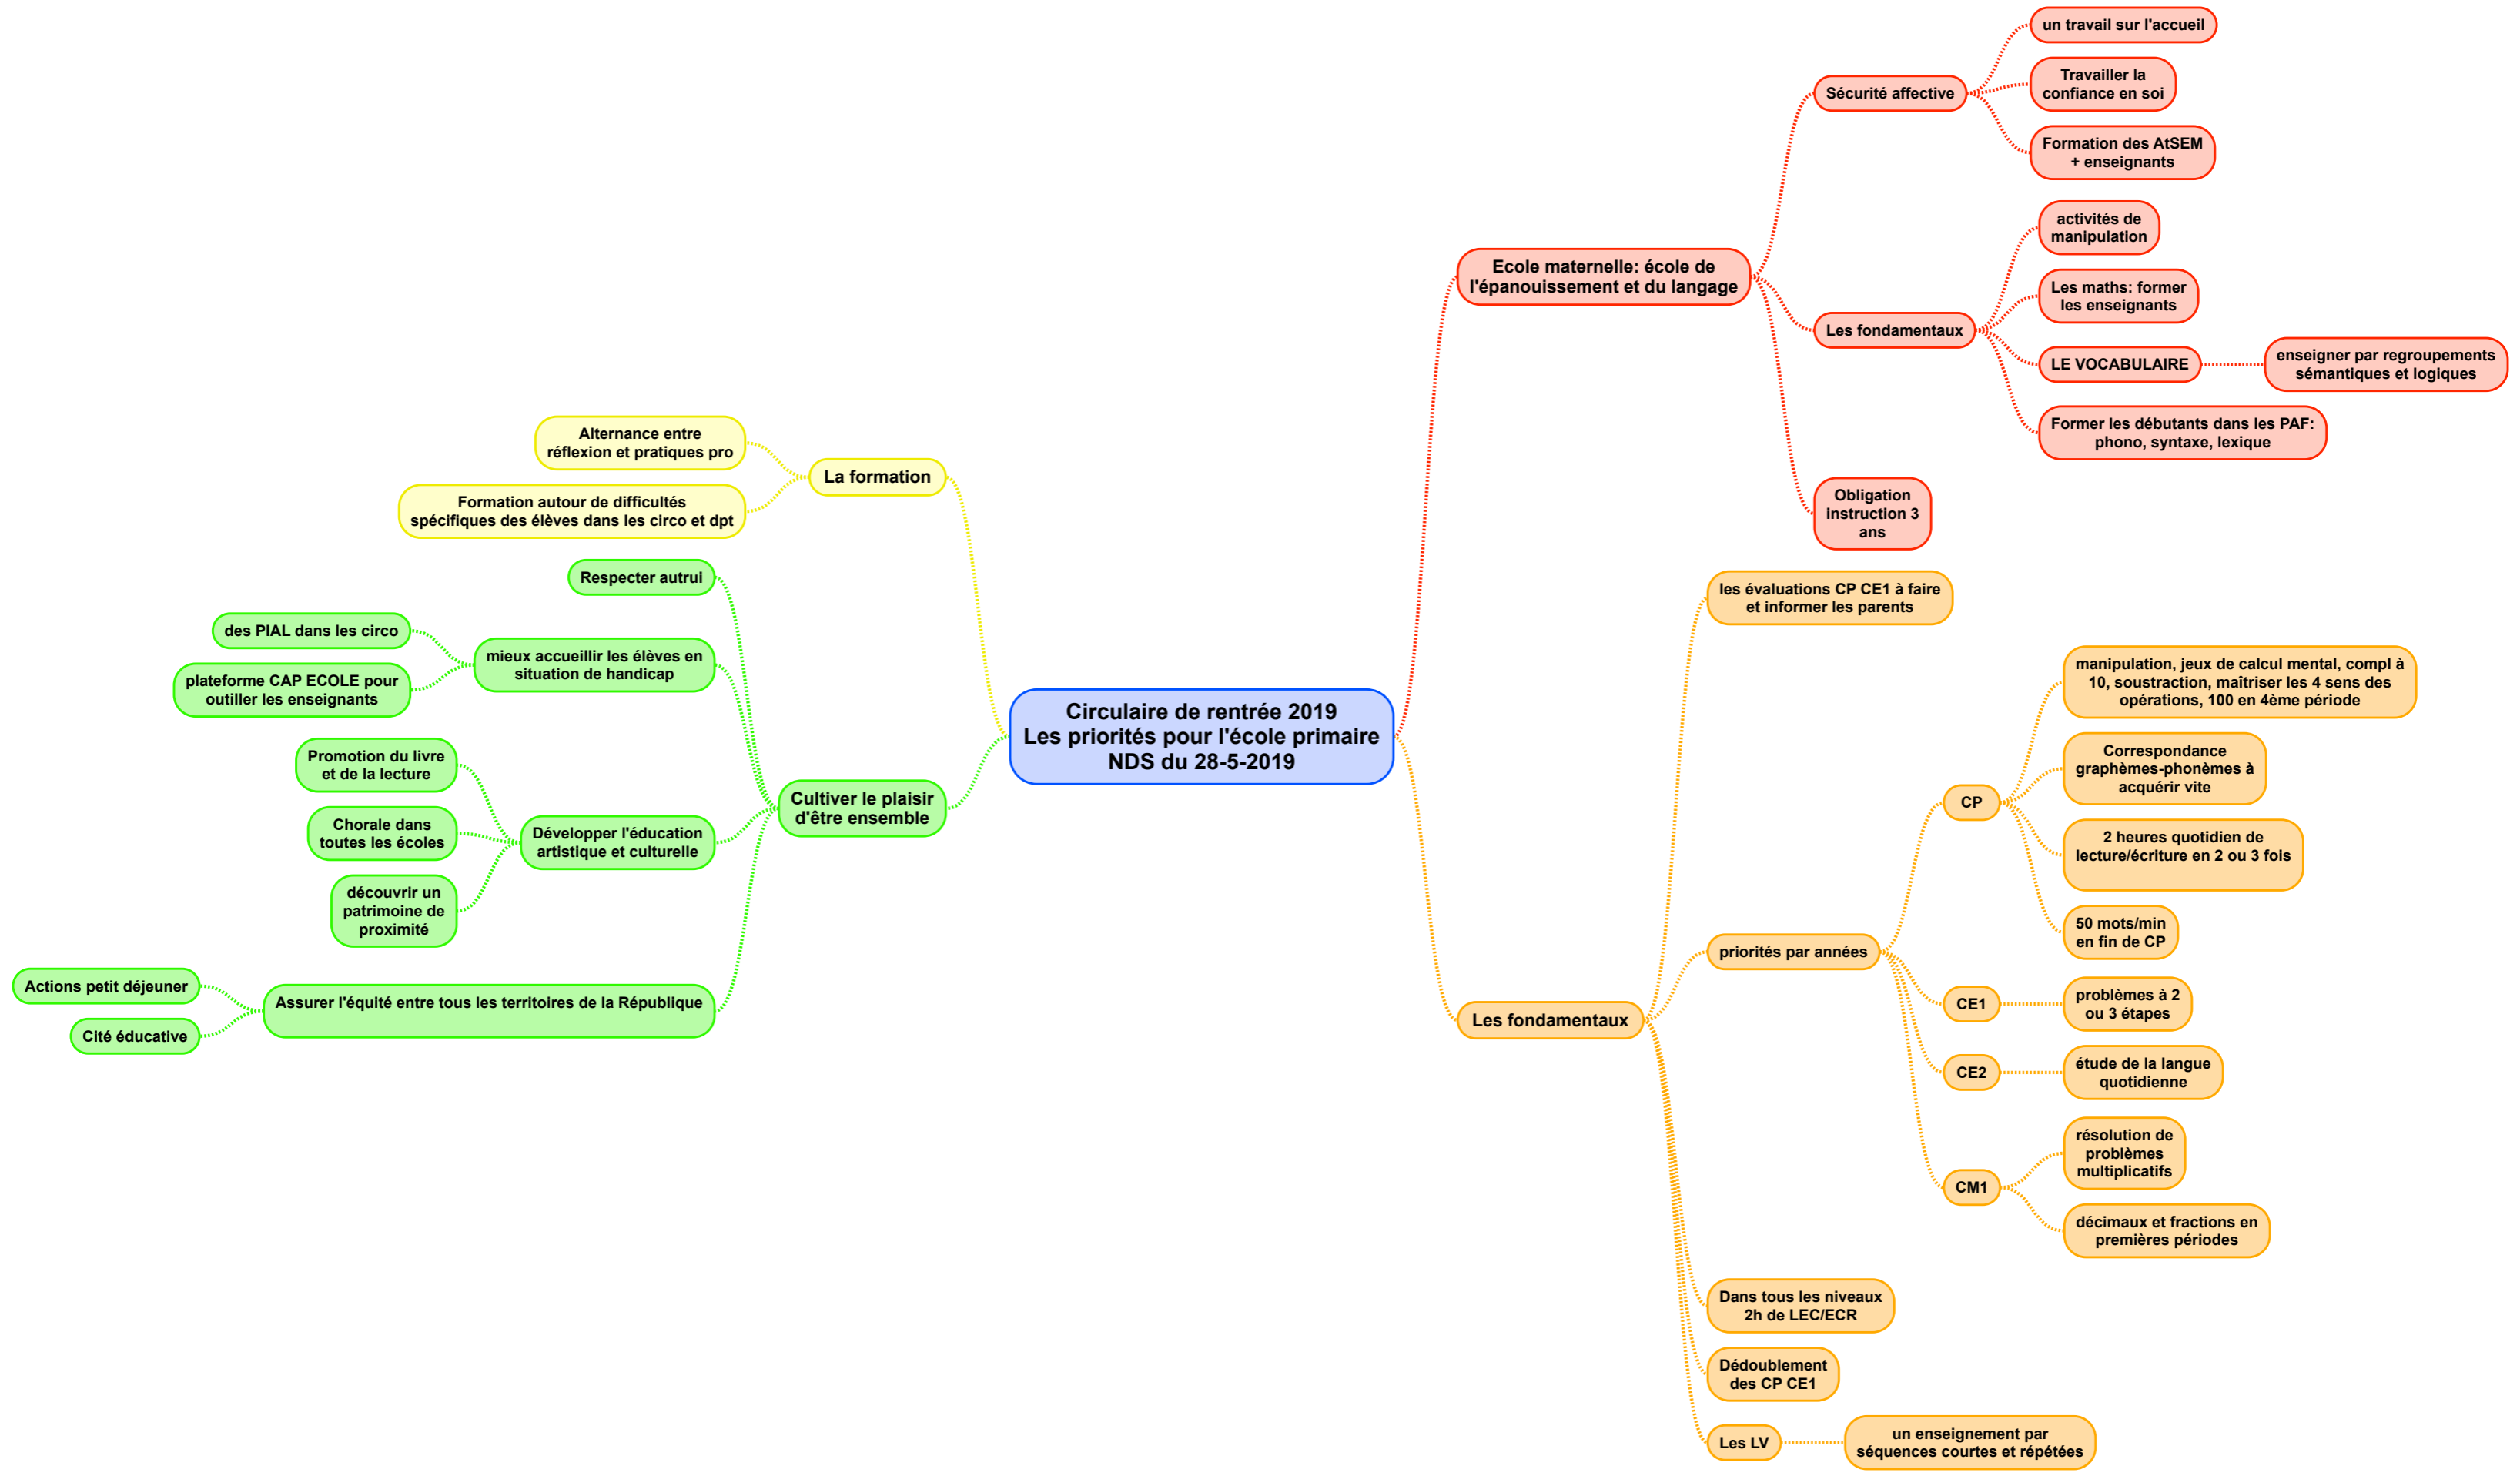 Circulaire de rentrée 2019
Les priorités pour l'école primaire
NDS du 28-5-2019
Ecole maternelle: école de
l'épanouissement et du langage
Sécurité affective
un travail sur l'accueil
Travailler la
confiance en soi
Formation des AtSEM
+ enseignants
Les fondamentaux
activités de
manipulation
Les maths: former
les enseignants
LE VOCABULAIRE
enseigner par regroupements
sémantiques et logiques
Former les débutants dans les PAF:
phono, syntaxe, lexique
Obligation
instruction 3
ans
Les fondamentaux
les évaluations CP CE1 à faire
et informer les parents
priorités par années
CP
manipulation, jeux de calcul mental, compl à
10, soustraction, maîtriser les 4 sens des
opérations, 100 en 4ème période
Correspondance
graphèmes-phonèmes à
acquérir vite
2 heures quotidien de
lecture/écriture en 2 ou 3 fois
50 mots/min
en fin de CP
CE1
problèmes à 2
ou 3 étapes
CE2
étude de la langue
quotidienne
CM1
résolution de
problèmes
multiplicatifs
décimaux et fractions en
premières périodes
Dans tous les niveaux
2h de LEC/ECR
Dédoublement
des CP CE1
Les LV
un enseignement par
séquences courtes et répétées
La formation
Alternance entre
réflexion et pratiques pro
Formation autour de difficultés
spécifiques des élèves dans les circo et dpt
Cultiver le plaisir
d'être ensemble
Respecter autrui
mieux accueillir les élèves en
situation de handicap
des PIAL dans les circo
plateforme CAP ECOLE pour
outiller les enseignants
Développer l'éducation
artistique et culturelle
Promotion du livre
et de la lecture
Chorale dans
toutes les écoles
découvrir un
patrimoine de
proximité
Assurer l'équité entre tous les territoires de la République
Actions petit déjeuner
Cité éducative